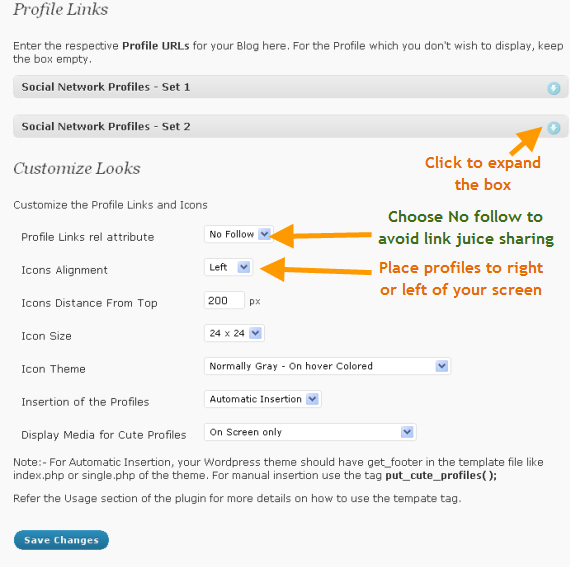 Profile Links
Enter the respective Profile URLs for your Blog here. For the Profile which you don't wish to display, keep
the box empty.
Social Network Profiles - Set 1
Social Network Profiles - Set 2
Click to expand
the box
Customize Looks
Customize the Profile Links and Icons
Choose No follow to
avoid link juice sharing
Profile Links rel attribute No Follow
Icons Alignment Left
Place profiles to right
or left of your screen
Icons Distance From Top 200 px
Icon Size 24 x 24
Icon Theme Normally Gray - On hover Colored
Insertion of the Profiles Automatic Insertion
Display Media for Cute Profiles On Screen only
Note:- For Automatic Insertion, your Wordpress theme should have get_footer in the template file like
index.php or single.php of the theme. For manual insertion use the tag put_cute_profiles( );
Refer the Usage section of the plugin for more details on how to use the tempate tag.
Save Changes